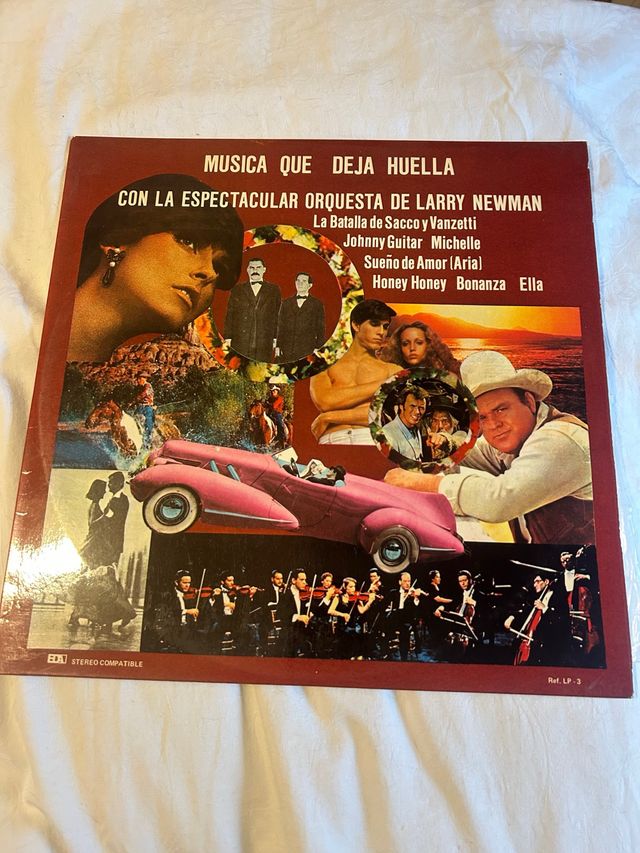 MUSICA QUE DEJA HUELLA
CON LA ESPECTACULAR ORQUESTA DE LARRY NEWMAN
La Batalla de Sacco y Vanzetti
Johnny Guitar Michelle
Sueño de Amor (Aria)
Honey Honey Bonanza Ella
EDA STEREO COMPATIBLE
Ref. LP - 3